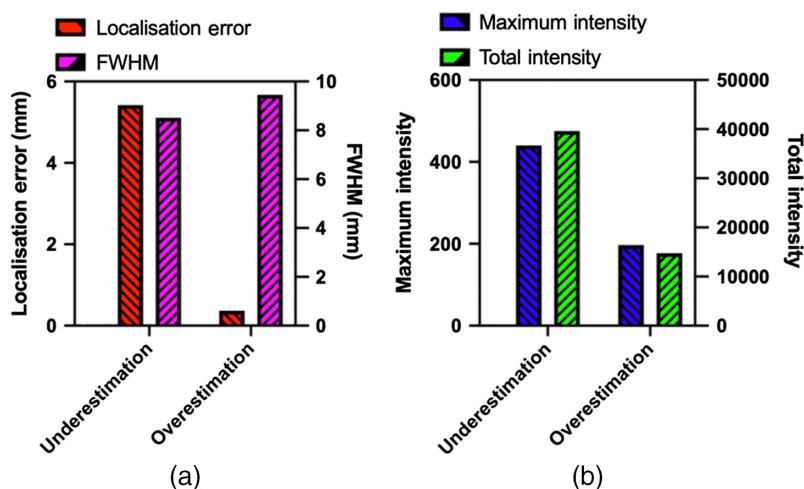 Localisation error
FWHM
6
4
2
0
Localisation error (mm)
10
8
6
4
2
0
FWHM (mm)
Underestimation
Overestimation
(a)
Maximum intensity
Total intensity
600
400
200
0
Maximum intensity
50000
40000
30000
20000
10000
0
Total intensity
Underestimation
Overestimation
(b)